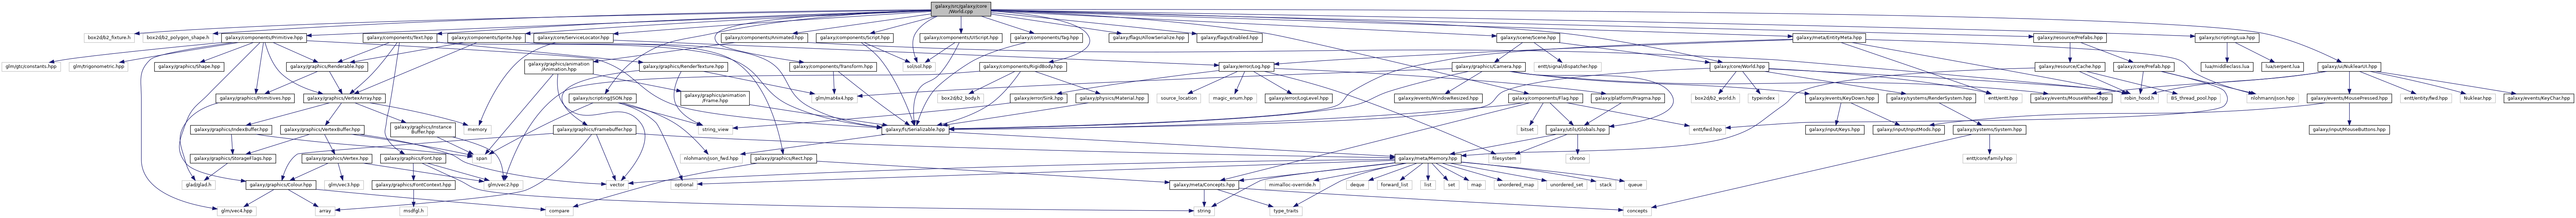 galaxy/src/galaxy/core
/World.cpp
box2d/b2_fixture.h
box2d/b2_polygon_shape.h
galaxy/components/Primitive.hpp
galaxy/components/Text.hpp
galaxy/components/Sprite.hpp
galaxy/core/ServiceLocator.hpp
galaxy/components/Animated.hpp
galaxy/components/Script.hpp
galaxy/components/UIScript.hpp
galaxy/components/Tag.hpp
galaxy/flags/AllowSerialize.hpp
galaxy/flags/Enabled.hpp
galaxy/scene/Scene.hpp
galaxy/meta/EntityMeta.hpp
galaxy/resource/Prefabs.hpp
galaxy/scripting/Lua.hpp
glm/gtc/constants.hpp
glm/trigonometric.hpp
galaxy/graphics/Shape.hpp
galaxy/graphics/Renderable.hpp
galaxy/graphics/animation
/Animation.hpp
galaxy/graphics/RenderTexture.hpp
galaxy/components/Transform.hpp
sol/sol.hpp
galaxy/components/RigidBody.hpp
galaxy/error/Log.hpp
galaxy/graphics/Camera.hpp
entt/signal/dispatcher.hpp
galaxy/core/World.hpp
galaxy/resource/Cache.hpp
galaxy/core/Prefab.hpp
lua/middleclass.lua
lua/serpent.lua
galaxy/ui/NuklearUI.hpp
galaxy/graphics/Primitives.hpp
galaxy/graphics/VertexArray.hpp
galaxy/scripting/JSON.hpp
galaxy/graphics/animation
/Frame.hpp
glm/mat4x4.hpp
box2d/b2_body.h
galaxy/error/Sink.hpp
galaxy/physics/Material.hpp
source_location
magic_enum.hpp
galaxy/error/LogLevel.hpp
galaxy/events/WindowResized.hpp
galaxy/components/Flag.hpp
galaxy/platform/Pragma.hpp
box2d/b2_world.h
typeindex
galaxy/events/KeyDown.hpp
galaxy/systems/RenderSystem.hpp
entt/entt.hpp
galaxy/events/MouseWheel.hpp
robin_hood.h
BS_thread_pool.hpp
nlohmann/json.hpp
galaxy/events/MousePressed.hpp
entt/entity/fwd.hpp
Nuklear.hpp
galaxy/events/KeyChar.hpp
galaxy/graphics/IndexBuffer.hpp
galaxy/graphics/VertexBuffer.hpp
galaxy/graphics/Instance
Buffer.hpp
memory
galaxy/graphics/Framebuffer.hpp
string_view
galaxy/fs/Serializable.hpp
bitset
galaxy/utils/Globals.hpp
entt/fwd.hpp
galaxy/input/Keys.hpp
galaxy/input/InputMods.hpp
galaxy/systems/System.hpp
galaxy/input/MouseButtons.hpp
galaxy/graphics/StorageFlags.hpp
galaxy/graphics/Vertex.hpp
galaxy/graphics/Font.hpp
span
nlohmann/json_fwd.hpp
galaxy/graphics/Rect.hpp
galaxy/meta/Memory.hpp
filesystem
chrono
entt/core/family.hpp
glad/glad.h
galaxy/graphics/Colour.hpp
glm/vec3.hpp
galaxy/graphics/FontContext.hpp
glm/vec2.hpp
vector
optional
galaxy/meta/Concepts.hpp
mimalloc-override.h
deque
forward_list
list
set
map
unordered_map
unordered_set
stack
queue
glm/vec4.hpp
array
msdfgl.h
compare
string
type_traits
concepts